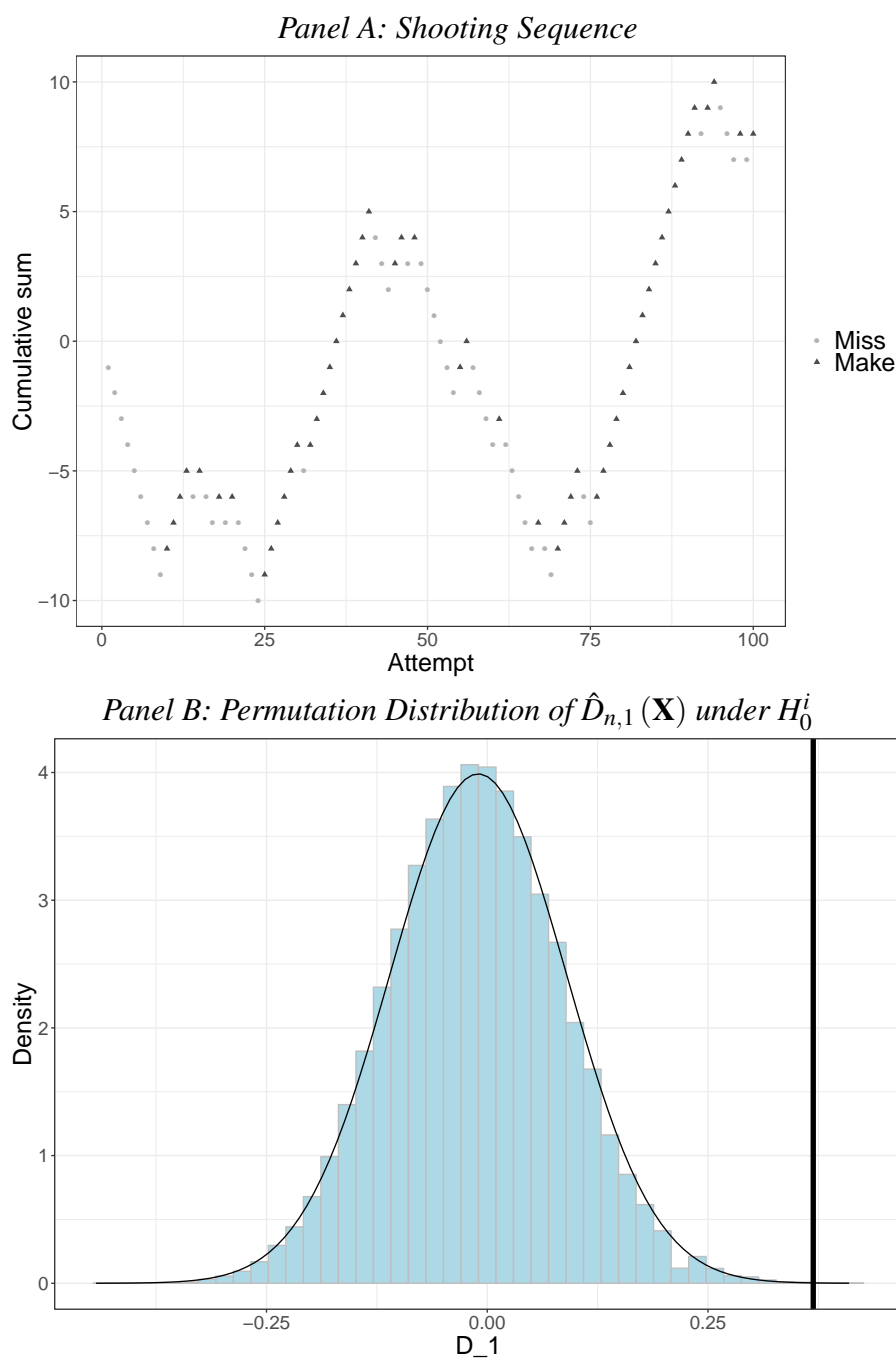 Panel A: Shooting Sequence
10
5
0
−5
−10
0 25 50 75 100
Cumulative sum
Attempt
Miss
Make
Panel B: Permutation Distribution of D̂n,1 (X) under H₀ⁱ
4
3
2
1
0
−0.25 0.00 0.25
Density
D_1